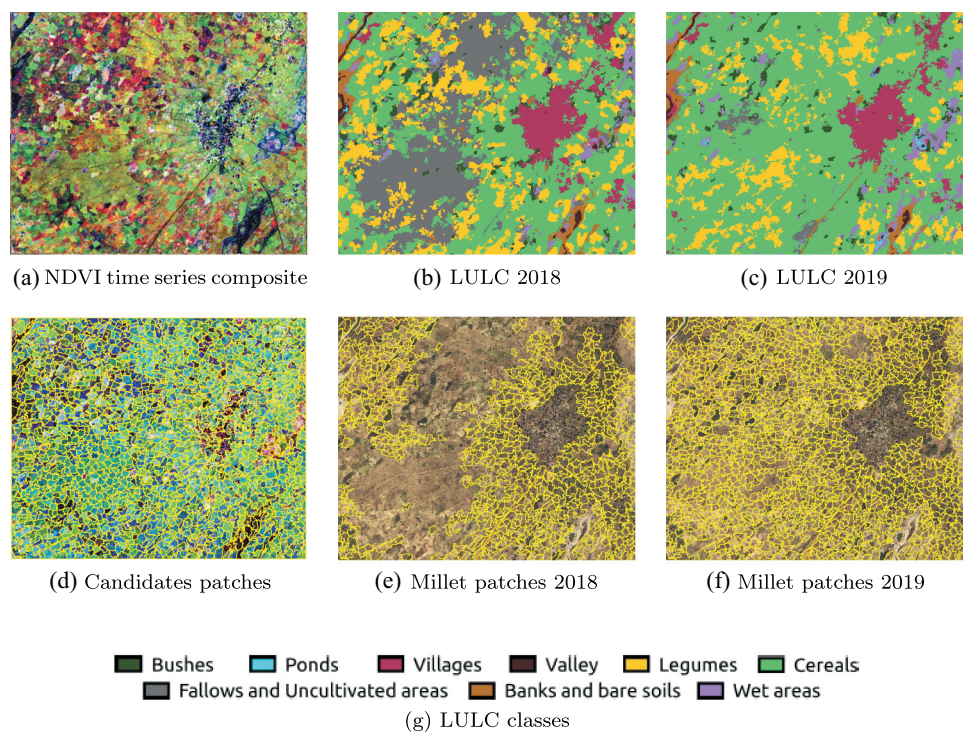 (a) NDVI time series composite
(b) LULC 2018
(c) LULC 2019
(d) Candidates patches
(e) Millet patches 2018
(f) Millet patches 2019
Bushes Ponds Villages Valley Legumes Cereals
Fallows and Uncultivated areas Banks and bare soils Wet areas
(g) LULC classes